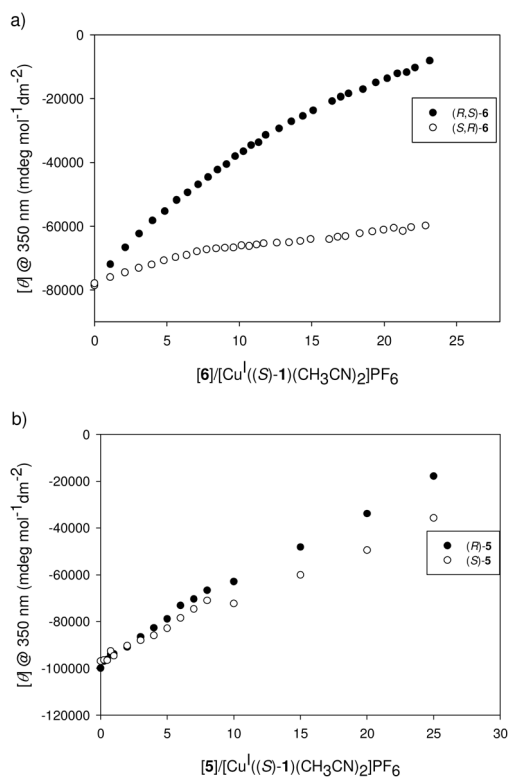 a)
0
-20000
-40000
-60000
-80000
[θ] @ 350 nm (mdeg mol⁻¹dm⁻²)
(R,S)-6
(S,R)-6
0 5 10 15 20 25
[6]/[Cuᴵ((S)-1)(CH₃CN)₂]PF₆
b)
0
-20000
-40000
-60000
-80000
-100000
-120000
[θ] @ 350 nm (mdeg mol⁻¹dm⁻²)
(R)-5
(S)-5
0 5 10 15 20 25 30
[5]/[Cuᴵ((S)-1)(CH₃CN)₂]PF₆